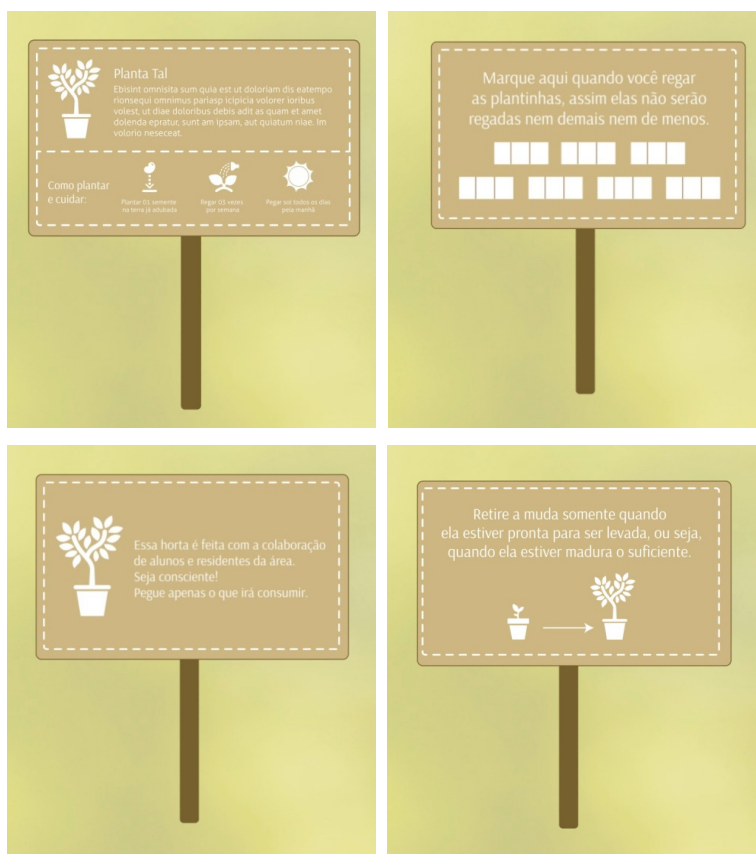 Planta Tal
Ebisint omnisita sum quia est ut doloriam dis eatempo
rionsequi omnimus pariasp icipicia volorer ioribus
volest, ut diae doloribus debis adit as quam et amet
dolenda epratur, sunt am ipsam, aut quiatum niae. Im
volorio neseceat.
Como plantar
e cuidar:
Plantar 01 semente
na terra já adubada
Regar 03 vezes
por semana
Pegar sol todos os dias
pela manhã
Marque aqui quando você regar
as plantinhas, assim elas não serão
regadas nem demais nem de menos.
Essa horta é feita com a colaboração
de alunos e residentes da área.
Seja consciente!
Pegue apenas o que irá consumir.
Retire a muda somente quando
ela estiver pronta para ser levada, ou seja,
quando ela estiver madura o suficiente.